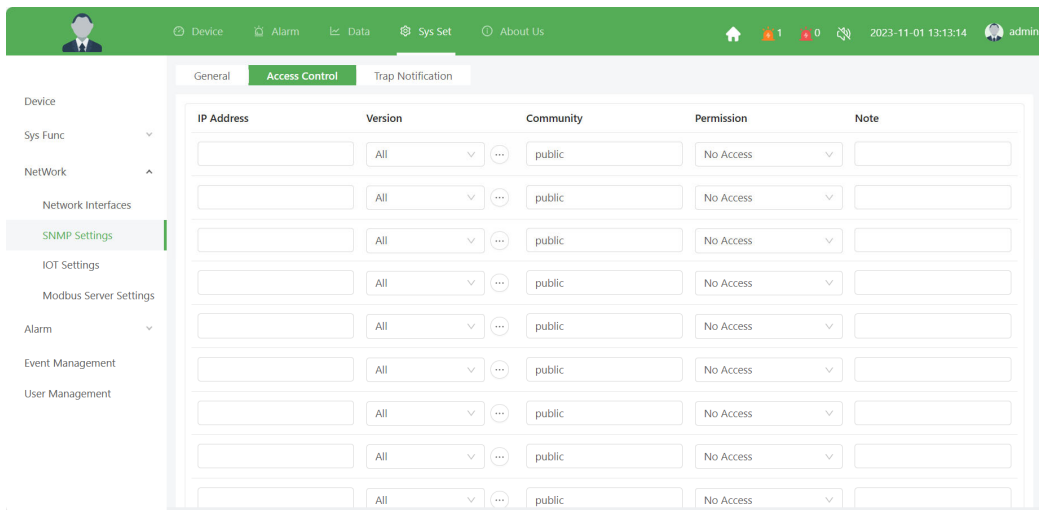 Device Alarm Data Sys Set About Us 1 0 2023-11-01 13:13:14 admin
General Access Control Trap Notification
Device
Sys Func
NetWork
Network Interfaces
SNMP Settings
IOT Settings
Modbus Server Settings
Alarm
Event Management
User Management
IP Address Version Community Permission Note
All public No Access
All public No Access
All public No Access
All public No Access
All public No Access
All public No Access
All public No Access
All public No Access
All public No Access